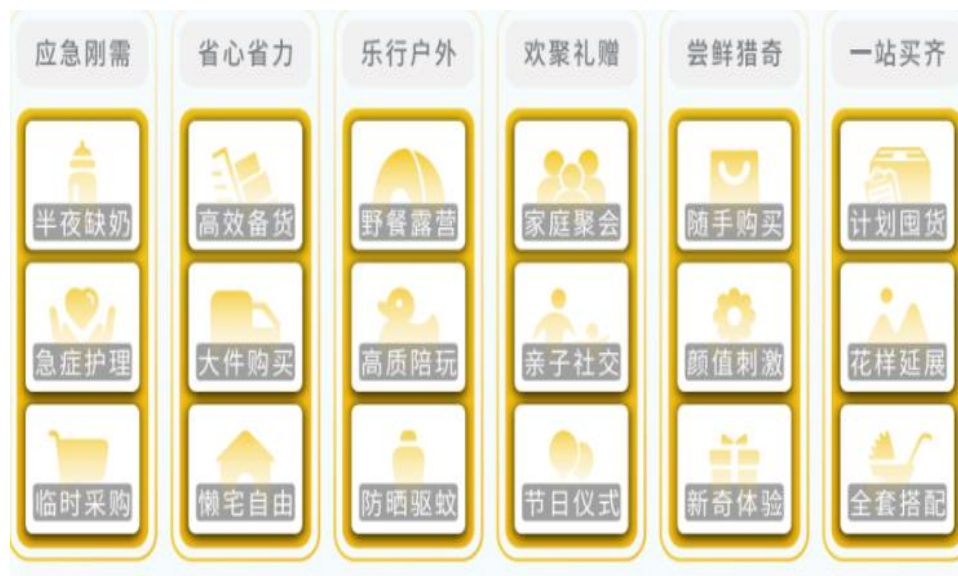 应急刚需
省心省力
乐行户外
欢聚礼赠
尝鲜猎奇
一站买齐
半夜缺奶
高效备货
野餐露营
家庭聚会
随手购买
计划囤货
急症护理
大件购买
高质陪玩
亲子社交
颜值刺激
花样延展
临时采购
懒宅自由
防晒驱蚊
节日仪式
新奇体验
全套搭配